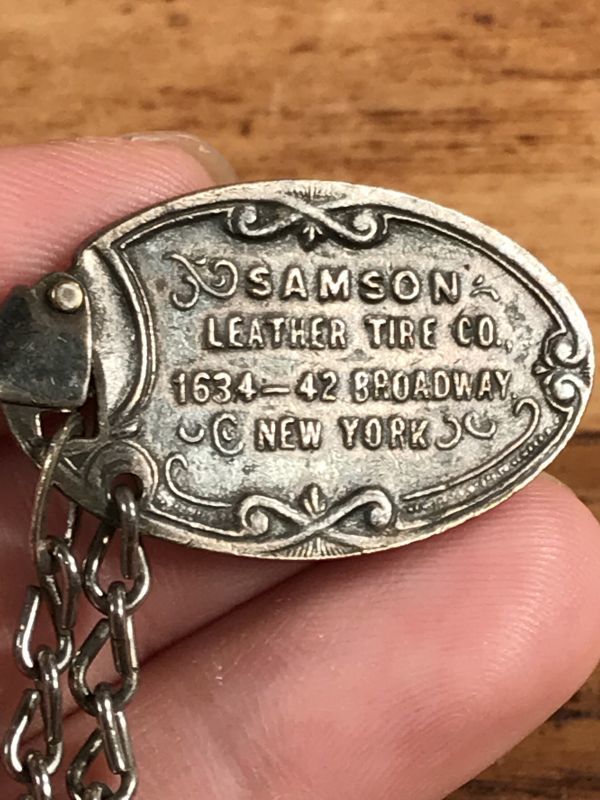 SAMSON
LEATHER TIRE CO.,
1634-42 BROADWAY,
NEW YORK